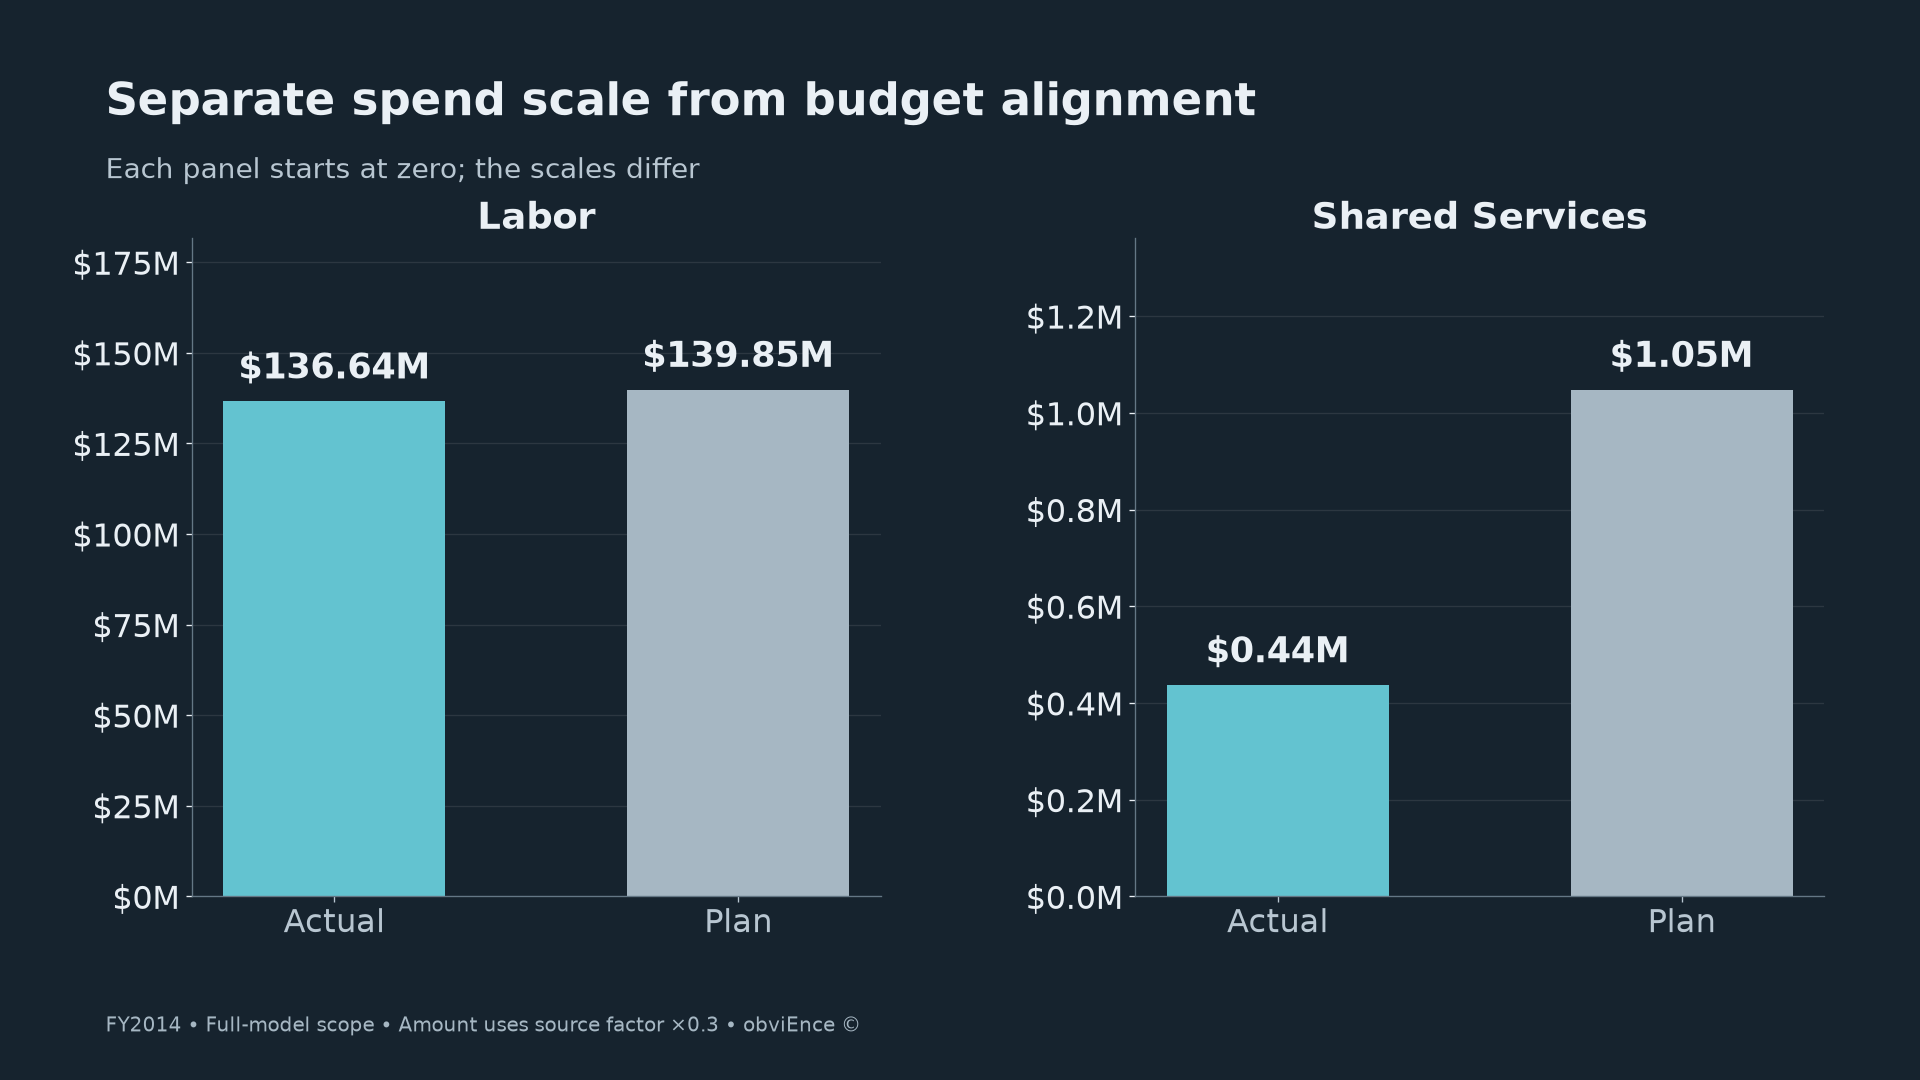 Separate spend scale from budget alignment
Each panel starts at zero; the scales differ
Labor
$175M
$150M
$125M
$100M
$75M
$50M
$25M
$0M
$136.64M
$139.85M
Actual
Plan
Shared Services
$1.2M
$1.0M
$0.8M
$0.6M
$0.4M
$0.2M
$0.0M
$0.44M
$1.05M
Actual
Plan
FY2014 • Full-model scope • Amount uses source factor ×0.3 • obviEnce ©